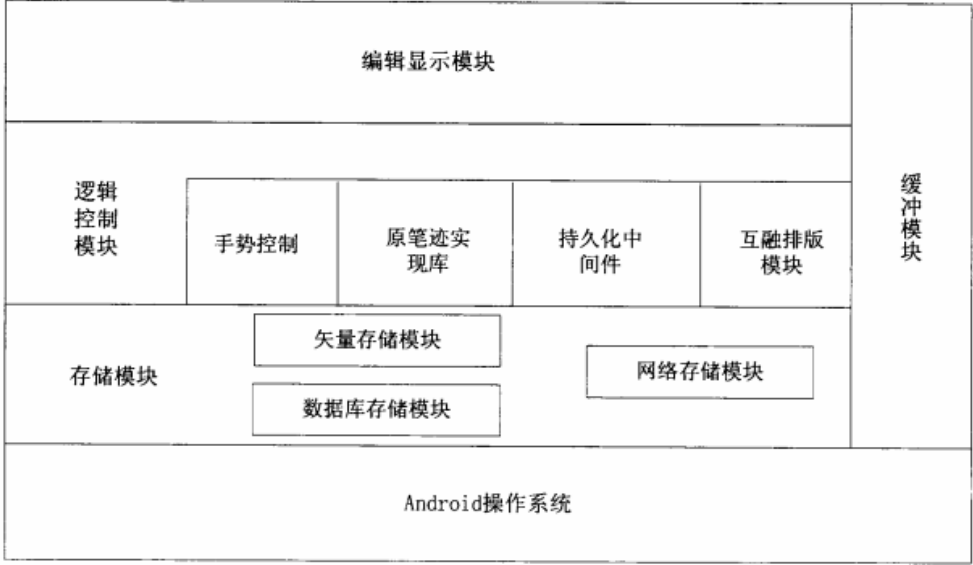 编辑显示模块
逻辑
控制
模块
手势控制
原笔迹实
现库
持久化中
间件
互融排版
模块
缓冲模块
存储模块
矢量存储模块
数据库存储模块
网络存储模块
Android操作系统